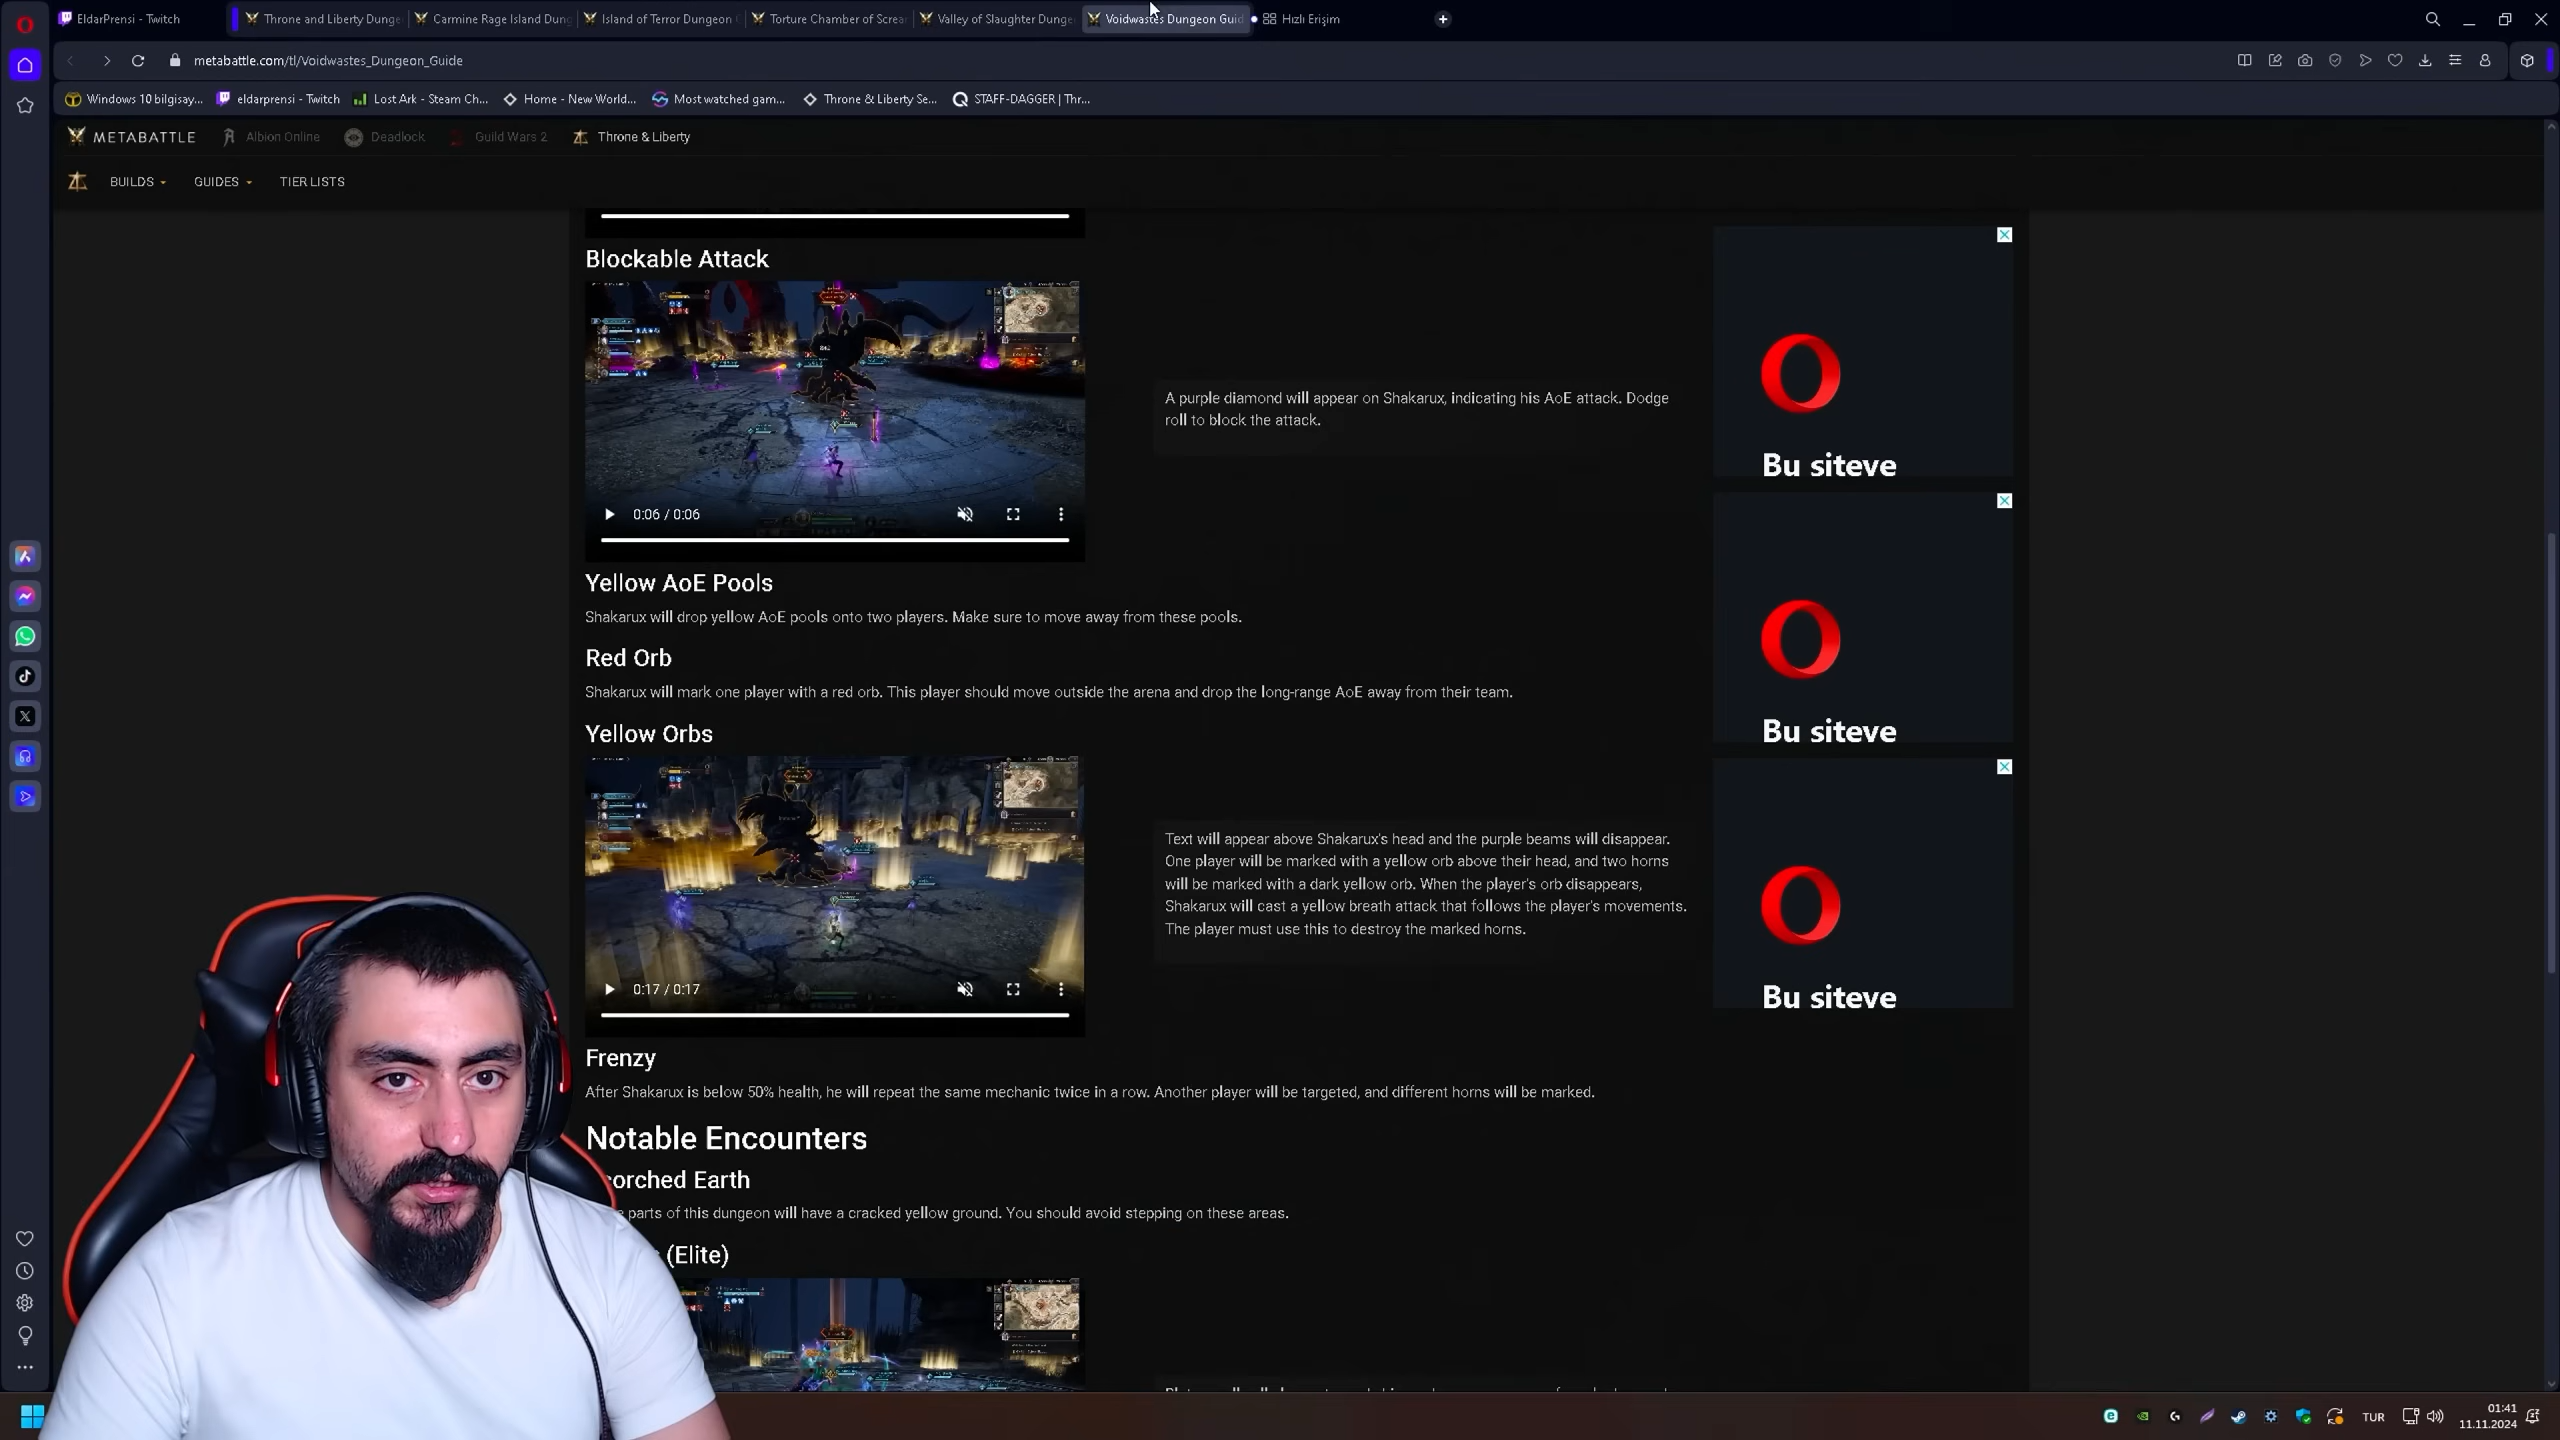 EldarPrensi - Twitch
Throne and Liberty Dunge
Carmine Rage Island Dung
Island of Terror Dungeon
Torture Chamber of Screa
Valley of Slaughter Dunge
Voidwastes Dungeon Guid
Hızlı Erişim
metabattle.com/tl/Voidwastes_Dungeon_Guide
Windows 10 bilgisay...
eldarprensi - Twitch
Lost Ark - Steam Ch...
Home - New World...
Most watched gam...
Throne & Liberty Se...
STAFF-DAGGER | Thr...
METABATTLE
Albion Online
Deadlock
Guild Wars 2
Throne & Liberty
BUILDS
GUIDES
TIER LISTS
Blockable Attack
0:06 / 0:06
A purple diamond will appear on Shakarux, indicating his AoE attack. Dodge
roll to block the attack.
Yellow AoE Pools
Shakarux will drop yellow AoE pools onto two players. Make sure to move away from these pools.
Red Orb
Shakarux will mark one player with a red orb. This player should move outside the arena and drop the long-range AoE away from their team.
Yellow Orbs
0:17 / 0:17
Text will appear above Shakarux's head and the purple beams will disappear.
One player will be marked with a yellow orb above their head, and two horns
will be marked with a dark yellow orb. When the player's orb disappears,
Shakarux will cast a yellow breath attack that follows the player's movements.
The player must use this to destroy the marked horns.
Frenzy
After Shakarux is below 50% health, he will repeat the same mechanic twice in a row. Another player will be targeted, and different horns will be marked.
Notable Encounters
corched Earth
parts of this dungeon will have a cracked yellow ground. You should avoid stepping on these areas.
(Elite)
Bu siteve
Bu siteve
Bu siteve
TUR
01:41
11.11.2024